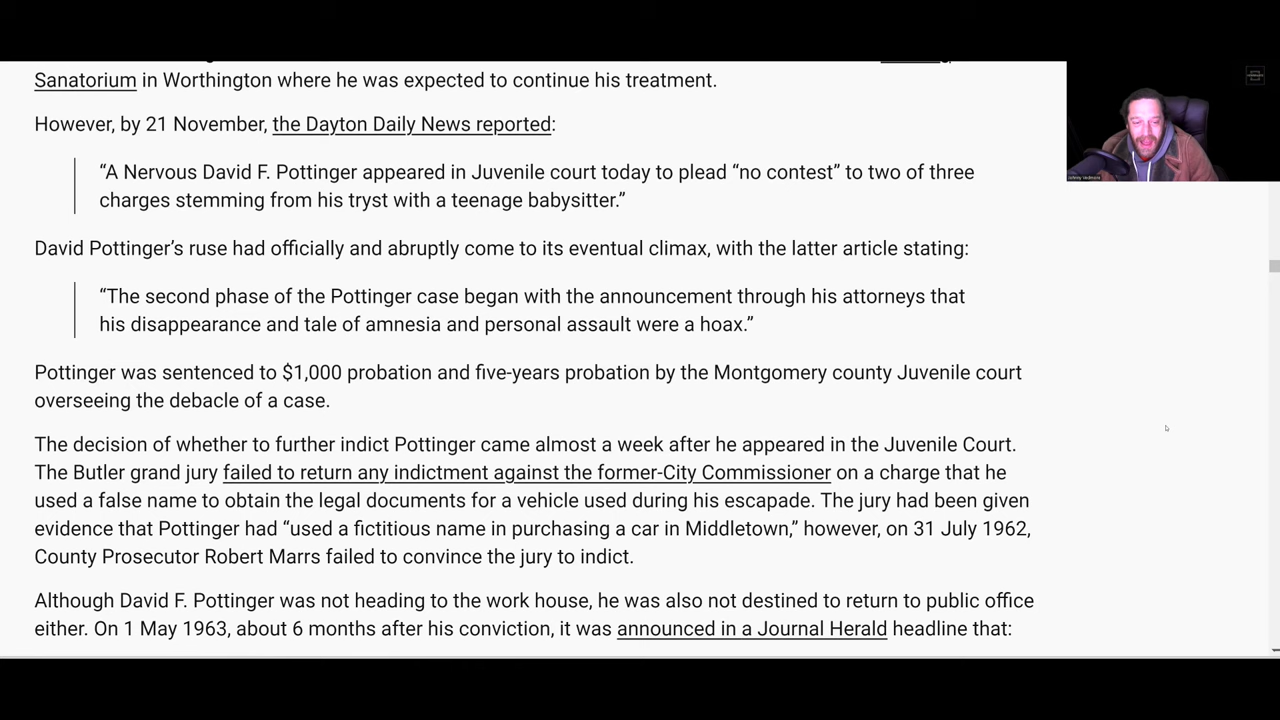 Sanatorium in Worthington where he was expected to continue his treatment.
However, by 21 November, the Dayton Daily News reported:
“A Nervous David F. Pottinger appeared in Juvenile court today to plead “no contest” to two of three
charges stemming from his tryst with a teenage babysitter.”
David Pottinger’s ruse had officially and abruptly come to its eventual climax, with the latter article stating:
“The second phase of the Pottinger case began with the announcement through his attorneys that
his disappearance and tale of amnesia and personal assault were a hoax.”
Pottinger was sentenced to $1,000 probation and five-years probation by the Montgomery county Juvenile court
overseeing the debacle of a case.
The decision of whether to further indict Pottinger came almost a week after he appeared in the Juvenile Court.
The Butler grand jury failed to return any indictment against the former-City Commissioner on a charge that he
used a false name to obtain the legal documents for a vehicle used during his escapade. The jury had been given
evidence that Pottinger had “used a fictitious name in purchasing a car in Middletown,” however, on 31 July 1962,
County Prosecutor Robert Marrs failed to convince the jury to indict.
Although David F. Pottinger was not heading to the work house, he was also not destined to return to public office
either. On 1 May 1963, about 6 months after his conviction, it was announced in a Journal Herald headline that: